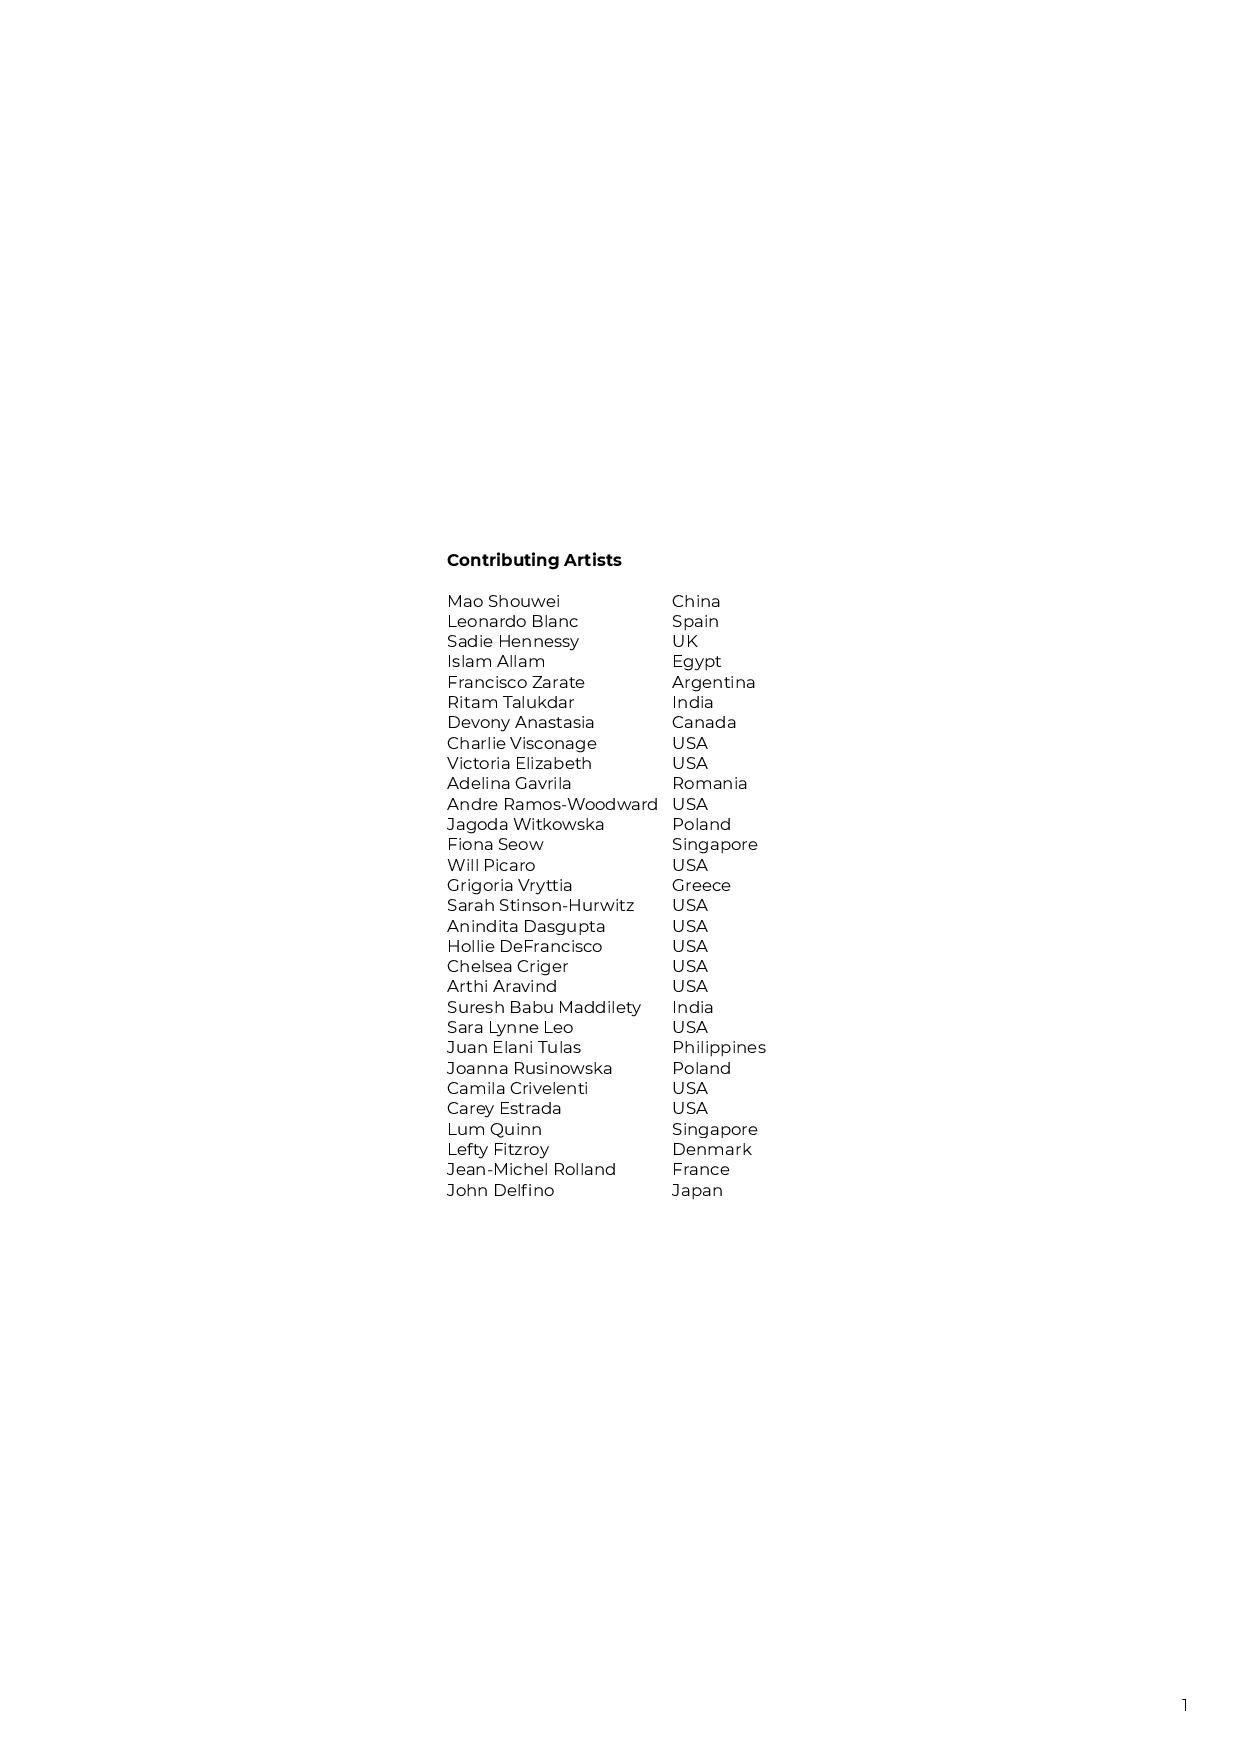 Contributing Artists
Mao Shouwei China
Leonardo Blanc Spain
Sadie Hennessy UK
Islam Allam Egypt
Francisco Zarate Argentina
Ritam Talukdar India
Devony Anastasia Canada
Charlie Visconage USA
Victoria Elizabeth USA
Adelina Gavrila Romania
Andre Ramos-Woodward USA
Jagoda Witkowska Poland
Fiona Seow Singapore
Will Picaro USA
Grigoria Vryttia Greece
Sarah Stinson-Hurwitz USA
Anindita Dasgupta USA
Hollie DeFrancisco USA
Chelsea Criger USA
Arthi Aravind USA
Suresh Babu Maddilety India
Sara Lynne Leo USA
Juan Elani Tulas Philippines
Joanna Rusinowska Poland
Camila Crivelenti USA
Carey Estrada USA
Lum Quinn Singapore
Lefty Fitzroy Denmark
Jean-Michel Rolland France
John Delfino Japan
1